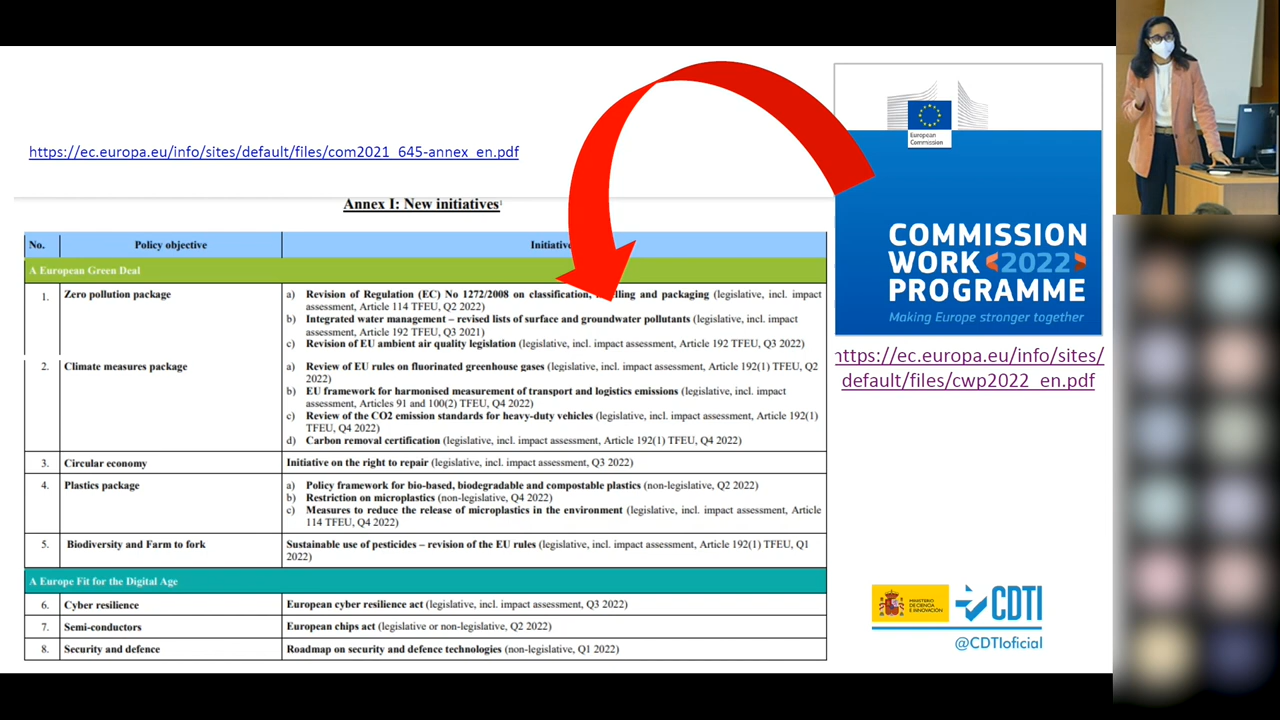 https://ec.europa.eu/info/sites/default/files/com2021_645-annex_en.pdf
Annex I: New initiatives¹
No. Policy objective Initiative
A European Green Deal
1. Zero pollution package
a) Revision of Regulation (EC) No 1272/2008 on classification, and packaging (legislative, incl. impact
assessment, Article 114 TFEU, Q2 2022)
b) Integrated water management – revised lists of surface and groundwater pollutants (legislative, incl. impact
assessment, Article 192 TFEU, Q3 2021)
c) Revision of EU ambient air quality legislation (legislative, incl. impact assessment, Article 192 TFEU, Q3 2022)
2. Climate measures package
a) Review of EU rules on fluorinated greenhouse gases (legislative, incl. impact assessment, Article 192(1) TFEU, Q2
2022)
b) EU framework for harmonised measurement of transport and logistics emissions (legislative, incl. impact
assessment, Articles 91 and 100(2) TFEU, Q4 2022)
c) Review of the CO2 emission standards for heavy-duty vehicles (legislative, incl. impact assessment, Article 192(1)
TFEU, Q4 2022)
d) Carbon removal certification (legislative, incl. impact assessment, Article 192(1) TFEU, Q4 2022)
3. Circular economy
Initiative on the right to repair (legislative, incl. impact assessment, Q3 2022)
4. Plastics package
a) Policy framework for bio-based, biodegradable and compostable plastics (non-legislative, Q2 2022)
b) Restriction on microplastics (non-legislative, Q4 2022)
c) Measures to reduce the release of microplastics in the environment (legislative, incl. impact assessment, Article
114 TFEU, Q4 2022)
5. Biodiversity and Farm to fork
Sustainable use of pesticides – revision of the EU rules (legislative, incl. impact assessment, Article 192(1) TFEU, Q1
2022)
A Europe Fit for the Digital Age
6. Cyber resilience
European cyber resilience act (legislative, incl. impact assessment, Q3 2022)
7. Semi-conductors
European chips act (legislative or non-legislative, Q2 2022)
8. Security and defence
Roadmap on security and defence technologies (non-legislative, Q1 2022)
European
Commission
COMMISSION
WORK 2022
PROGRAMME
Making Europe stronger together
https://ec.europa.eu/info/sites/
default/files/cwp2022_en.pdf
MINISTERIO
DE CIENCIA
E INNOVACIÓN
CDTI
@CDTIoficial